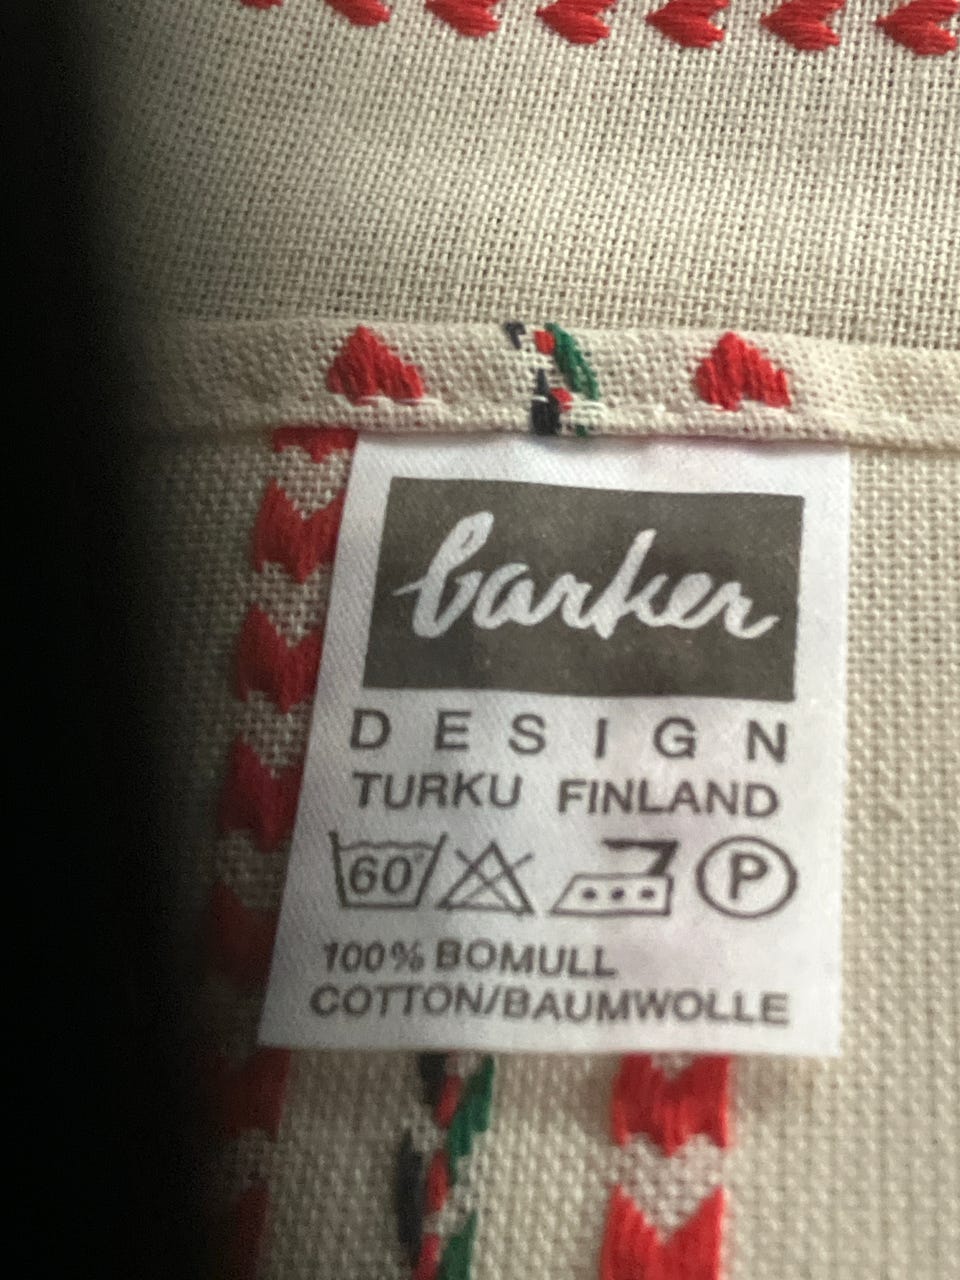 barker
DESIGN
TURKU FINLAND
60° P
100% BOMULL
COTTON/BAUMWOLLE